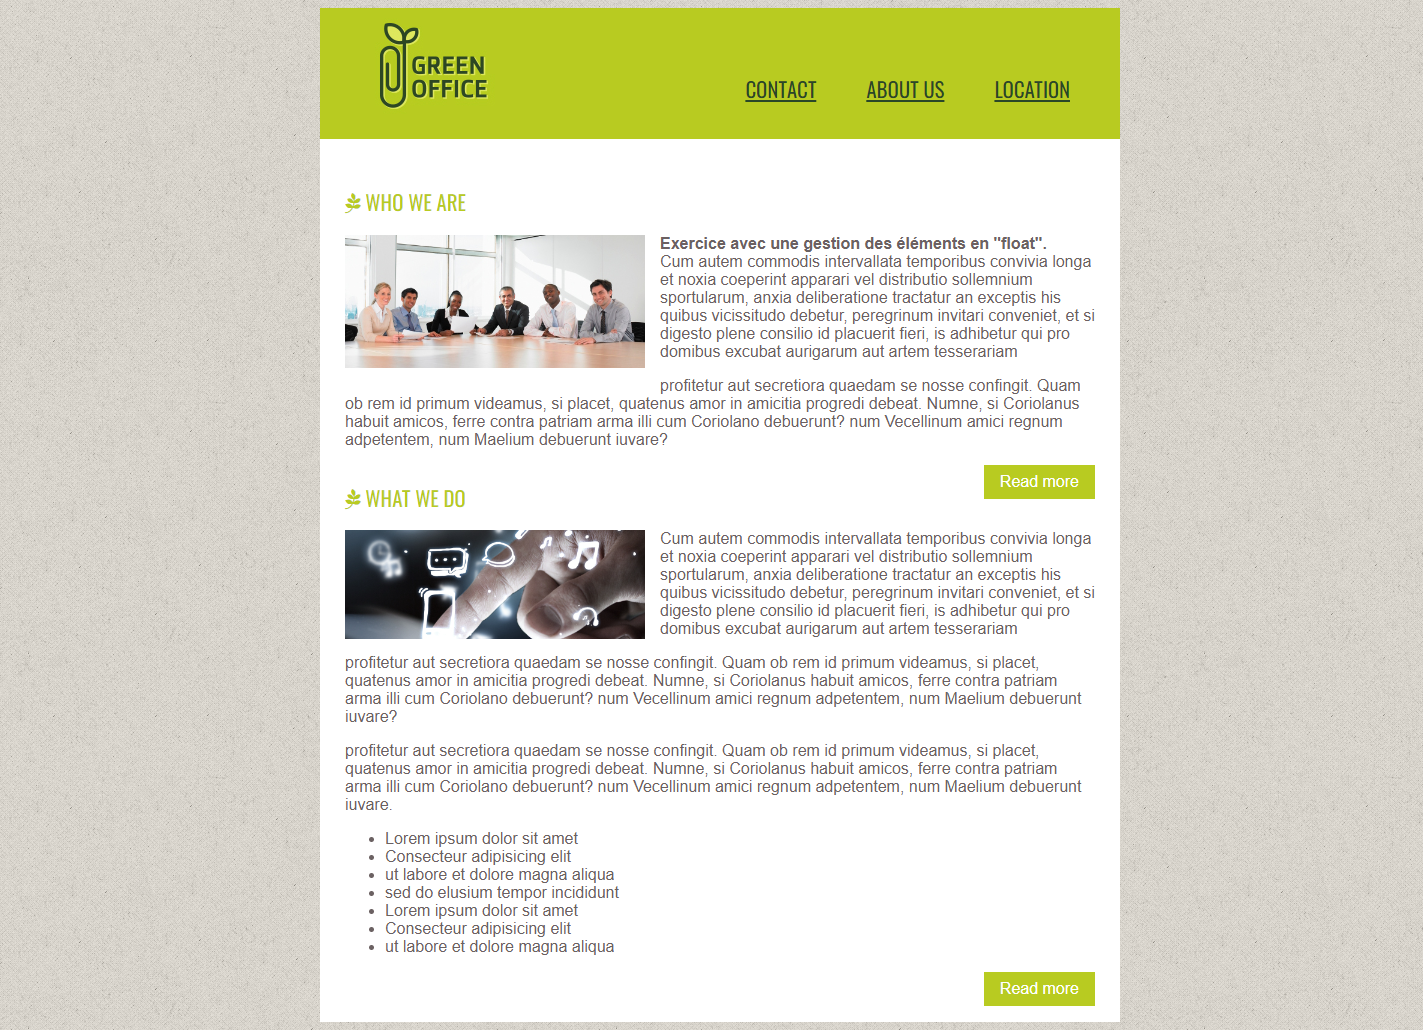 GREEN
OFFICE
CONTACT ABOUT US LOCATION
WHO WE ARE
Exercice avec une gestion des éléments en "float".
Cum autem commodis intervallata temporibus convivia longa
et noxia coeperint apparari vel distributio sollemnium
sportularum, anxia deliberatione tractatur an exceptis his
quibus vicissitudo debetur, peregrinum invitari conveniet, et si
digesto plene consilio id placuerit fieri, is adhibetur qui pro
domibus excubat aurigarum aut artem tesserariam
profitetur aut secretiora quaedam se nosse confingit. Quam
ob rem id primum videamus, si placet, quatenus amor in amicitia progredi debeat. Numne, si Coriolanus
habuit amicos, ferre contra patriam arma illi cum Coriolano debuerunt? num Vecellinum amici regnum
adpetentem, num Maelium debuerunt iuvare?
Read more
WHAT WE DO
Cum autem commodis intervallata temporibus convivia longa
et noxia coeperint apparari vel distributio sollemnium
sportularum, anxia deliberatione tractatur an exceptis his
quibus vicissitudo debetur, peregrinum invitari conveniet, et si
digesto plene consilio id placuerit fieri, is adhibetur qui pro
domibus excubat aurigarum aut artem tesserariam
profitetur aut secretiora quaedam se nosse confingit. Quam ob rem id primum videamus, si placet,
quatenus amor in amicitia progredi debeat. Numne, si Coriolanus habuit amicos, ferre contra patriam
arma illi cum Coriolano debuerunt? num Vecellinum amici regnum adpetentem, num Maelium debuerunt
iuvare?
profitetur aut secretiora quaedam se nosse confingit. Quam ob rem id primum videamus, si placet,
quatenus amor in amicitia progredi debeat. Numne, si Coriolanus habuit amicos, ferre contra patriam
arma illi cum Coriolano debuerunt? num Vecellinum amici regnum adpetentem, num Maelium debuerunt
iuvare.
• Lorem ipsum dolor sit amet
• Consecteur adipisicing elit
• ut labore et dolore magna aliqua
• sed do elusium tempor incididunt
• Lorem ipsum dolor sit amet
• Consecteur adipisicing elit
• ut labore et dolore magna aliqua
Read more